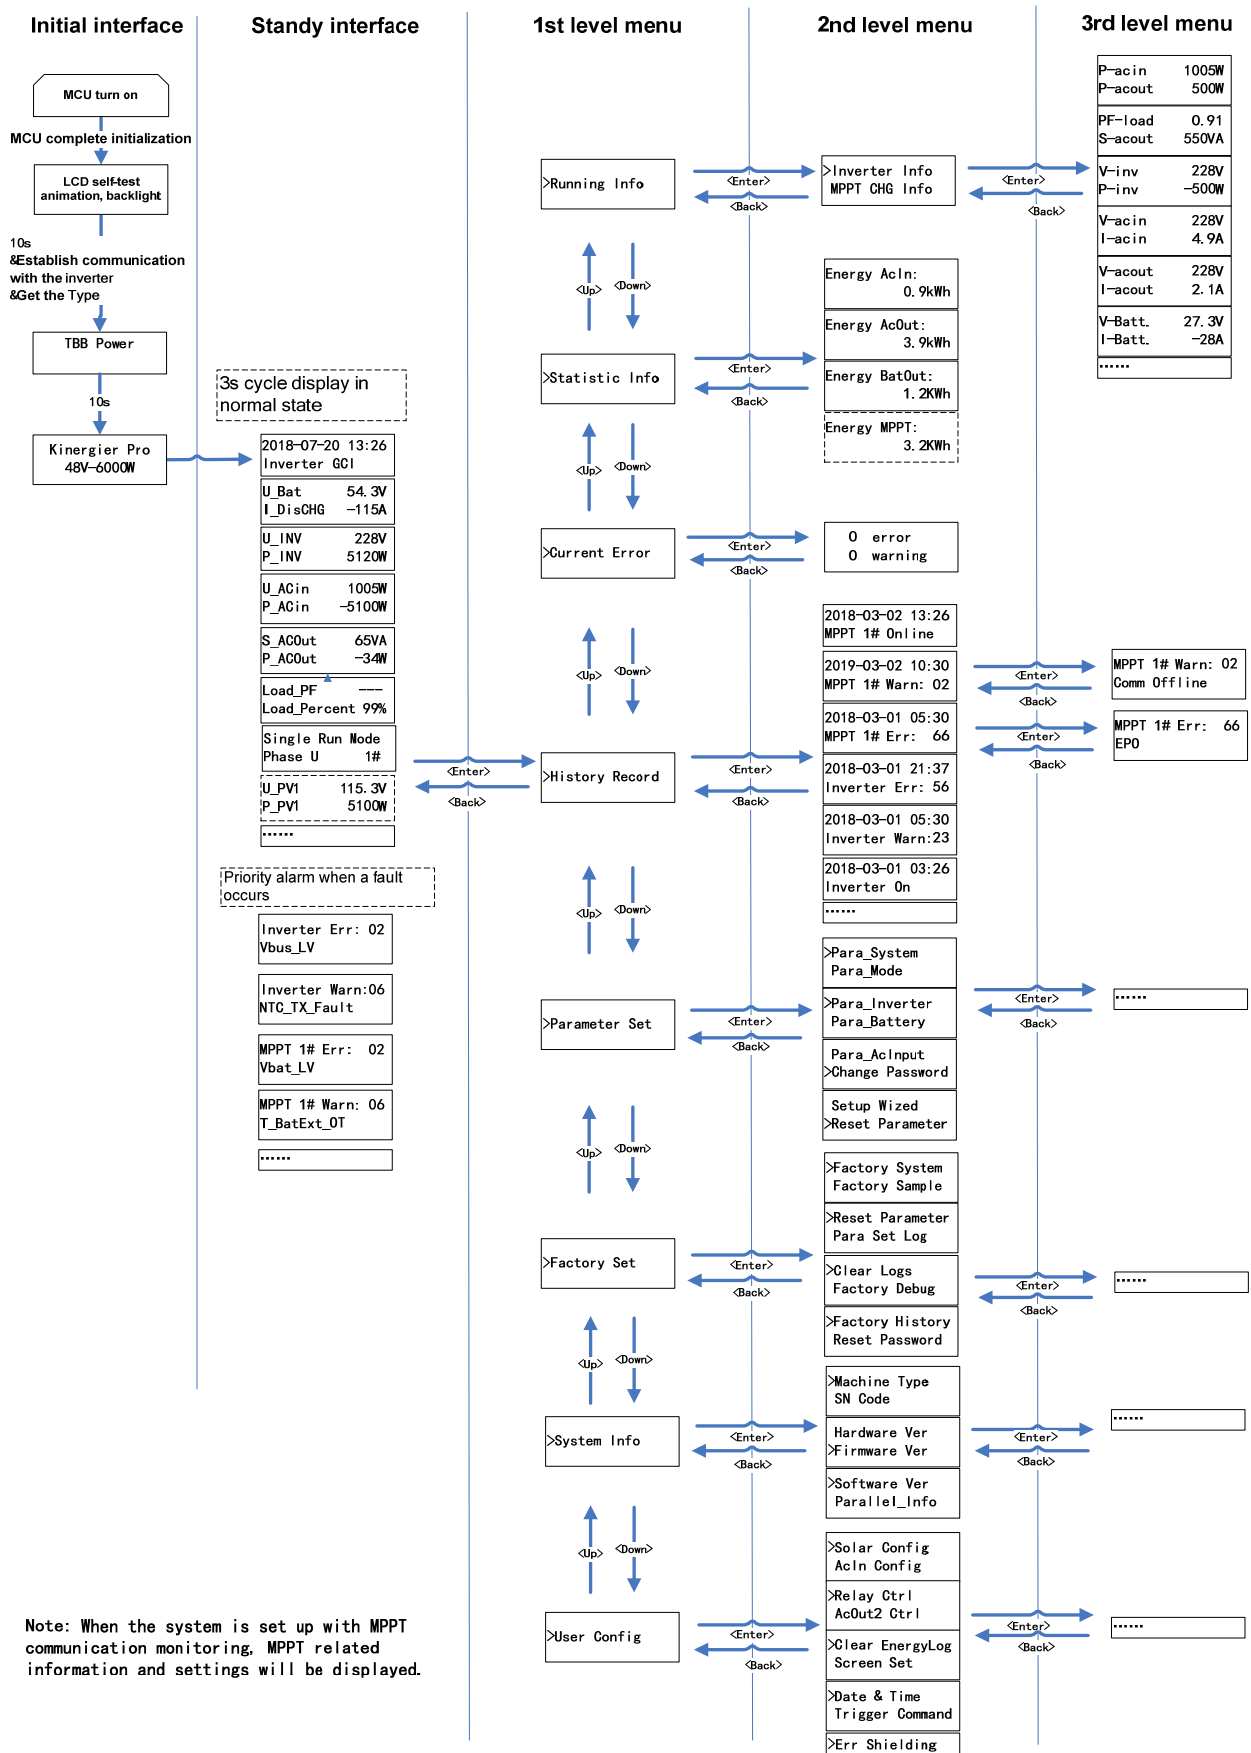 Initial interface
Standy interface
1st level menu
2nd level menu
3rd level menu
MCU turn on
MCU complete initialization
LCD self-test
animation, backlight
10s
&Establish communication
with the inverter
&Get the Type
TBB Power
10s
Kinergier Pro
48V-6000W
3s cycle display in
normal state
2018-07-20 13:26
Inverter GCI
U_Bat 54.3V
I_DisCHG -115A
U_INV 228V
P_INV 5120W
U_ACin 1005W
P_ACin -5100W
S_ACOut 65VA
P_ACOut -34W
Load_PF ---
Load_Percent 99%
Single Run Mode
Phase U 1#
U_PV1 115.3V
P_PV1 5100W
......
Priority alarm when a fault
occurs
Inverter Err: 02
Vbus_LV
Inverter Warn:06
NTC_TX_Fault
MPPT 1# Err: 02
Vbat_LV
MPPT 1# Warn: 06
T_BatExt_OT
......
<Enter>
<Back>
>Running Info
<Up> <Down>
>Statistic Info
<Up> <Down>
>Current Error
<Up> <Down>
>History Record
<Up> <Down>
>Parameter Set
<Up> <Down>
>Factory Set
<Up> <Down>
>System Info
<Up> <Down>
>User Config
<Enter>
<Back>
<Enter>
<Back>
<Enter>
<Back>
<Enter>
<Back>
<Enter>
<Back>
<Enter>
<Back>
<Enter>
<Back>
<Enter>
<Back>
>Inverter Info
MPPT CHG Info
Energy AcIn:
0.9kWh
Energy AcOut:
3.9kWh
Energy BatOut:
1.2KWh
Energy MPPT:
3.2KWh
0 error
0 warning
2018-03-02 13:26
MPPT 1# Online
2019-03-02 10:30
MPPT 1# Warn: 02
2018-03-01 05:30
MPPT 1# Err: 66
2018-03-01 21:37
Inverter Err: 56
2018-03-01 05:30
Inverter Warn:23
2018-03-01 03:26
Inverter On
......
>Para_System
Para_Mode
>Para_Inverter
Para_Battery
Para_AcInput
>Change Password
Setup Wized
>Reset Parameter
>Factory System
Factory Sample
>Reset Parameter
Para Set Log
>Clear Logs
Factory Debug
>Factory History
Reset Password
>Machine Type
SN Code
Hardware Ver
>Firmware Ver
>Software Ver
Parallel_Info
>Solar Config
AcIn Config
>Relay Ctrl
AcOut2 Ctrl
>Clear EnergyLog
Screen Set
>Date & Time
Trigger Command
>Err Shielding
<Enter>
<Back>
<Enter>
<Back>
<Enter>
<Back>
<Enter>
<Back>
<Enter>
<Back>
<Enter>
<Back>
<Enter>
<Back>
P-acin 1005W
P-acout 500W
PF-load 0.91
S-acout 550VA
V-inv 228V
P-inv -500W
V-acin 228V
I-acin 4.9A
V-acout 228V
I-acout 2.1A
V-Batt. 27.3V
I-Batt. -28A
......
MPPT 1# Warn: 02
Comm Offline
MPPT 1# Err: 66
EPO
......
......
......
......
Note: When the system is set up with MPPT
communication monitoring, MPPT related
information and settings will be displayed.